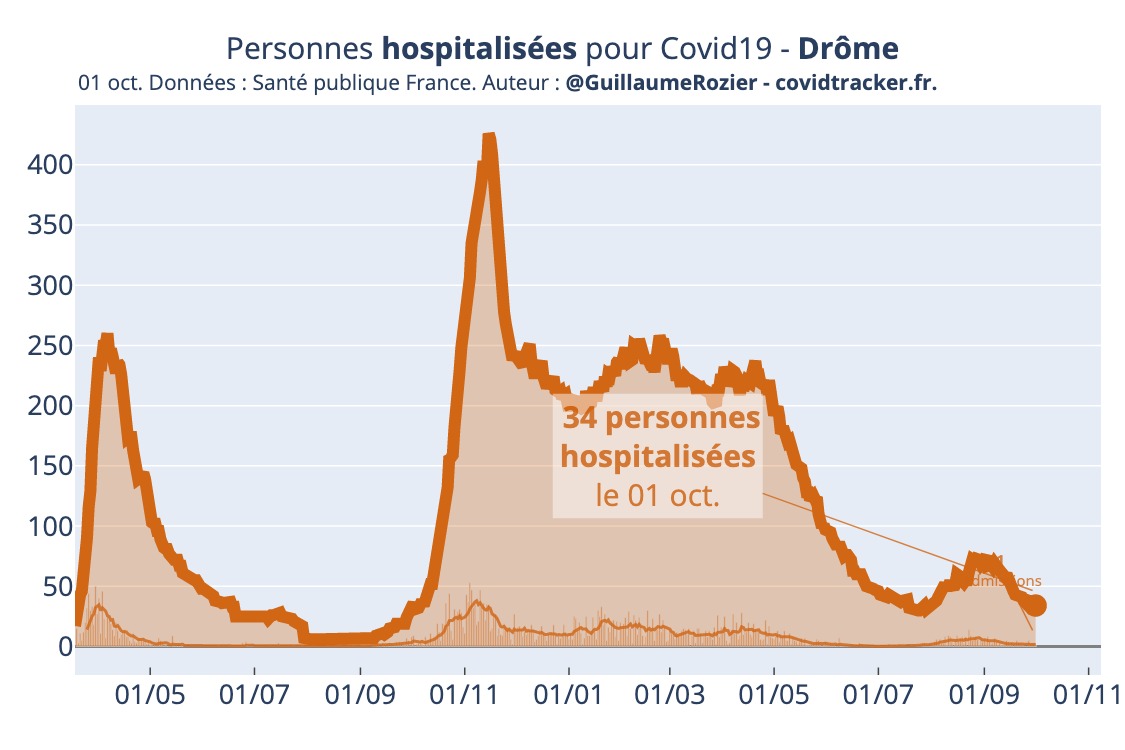 Personnes hospitalisées pour Covid19 - Drôme
01 oct. Données : Santé publique France. Auteur : @GuillaumeRozier - covidtracker.fr.
400
350
300
250
200
150
100
50
0
34 personnes
hospitalisées
le 01 oct.
01/05 01/07 01/09 01/11 01/01 01/03 01/05 01/07 01/09 01/11